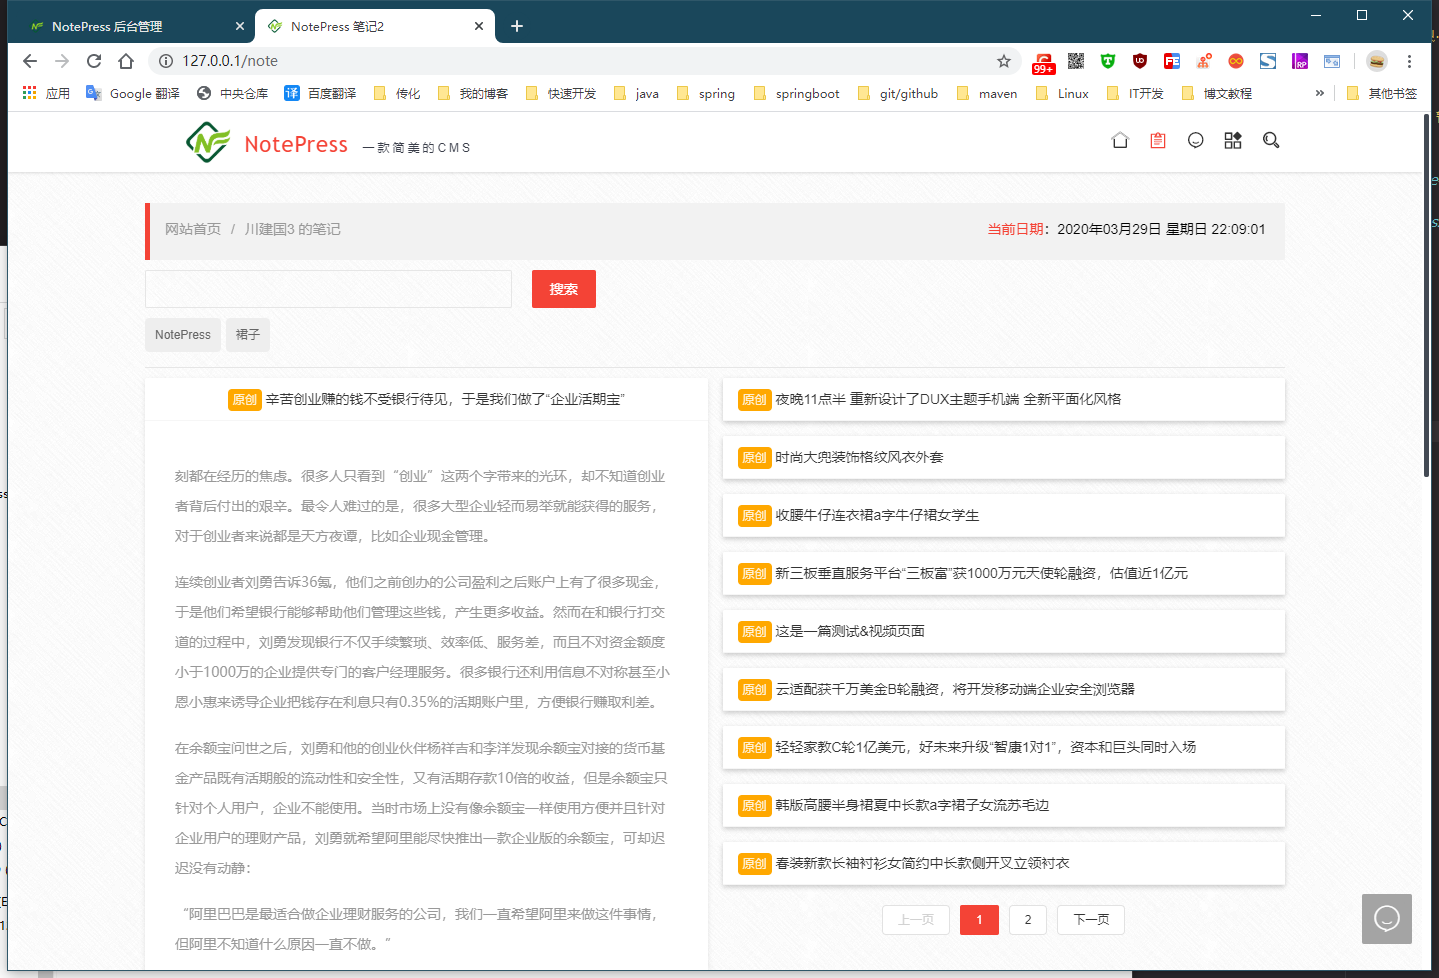 NotePress 后台管理
NotePress 笔记2
127.0.0.1/note
99+
应用
Google 翻译
中央仓库
百度翻译
传化
我的博客
快速开发
java
spring
springboot
git/github
maven
Linux
IT开发
博文教程
»
其他书签
NotePress 一款简美的CMS
网站首页 / 川建国3 的笔记
当前日期：2020年03月29日 星期日 22:09:01
搜索
NotePress
裙子
原创 辛苦创业赚的钱不受银行待见，于是我们做了“企业活期宝”
刻都在经历的焦虑。很多人只看到“创业”这两个字带来的光环，却不知道创业
者背后付出的艰辛。最令人难过的是，很多大型企业轻而易举就能获得的服务，
对于创业者来说都是天方夜谭，比如企业现金管理。
连续创业者刘勇告诉36氪，他们之前创办的公司盈利之后账户上有了很多现金，
于是他们希望银行能够帮助他们管理这些钱，产生更多收益。然而在和银行打交
道的过程中，刘勇发现银行不仅手续繁琐、效率低、服务差，而且不对资金额度
小于1000万的企业提供专门的客户经理服务。很多银行还利用信息不对称甚至小
恩小惠来诱导企业把钱存在利息只有0.35%的活期账户里，方便银行赚取利差。
在余额宝问世之后，刘勇和他的创业伙伴杨祥吉和李洋发现余额宝对接的货币基
金产品既有活期般的流动性和安全性，又有活期存款10倍的收益，但是余额宝只
针对个人用户，企业不能使用。当时市场上没有像余额宝一样使用方便并且针对
企业用户的理财产品，刘勇就希望阿里能尽快推出一款企业版的余额宝，可却迟
迟没有动静：
“阿里巴巴是最适合做企业理财服务的公司，我们一直希望阿里来做这件事情，
但阿里不知道什么原因一直不做。”
原创 夜晚11点半 重新设计了DUX主题手机端 全新平面化风格
原创 时尚大兜装饰格纹风衣外套
原创 收腰牛仔连衣裙a字牛仔裙女学生
原创 新三板垂直服务平台“三板富”获1000万元天使轮融资，估值近1亿元
原创 这是一篇测试&视频页面
原创 云适配获千万美金B轮融资，将开发移动端企业安全浏览器
原创 轻轻家教C轮1亿美元，好未来升级“智康1对1”，资本和巨头同时入场
原创 韩版高腰半身裙夏中长款a字裙子女流苏毛边
原创 春装新款长袖衬衫女简约中长款侧开叉立领衬衣
上一页 1 2 下一页